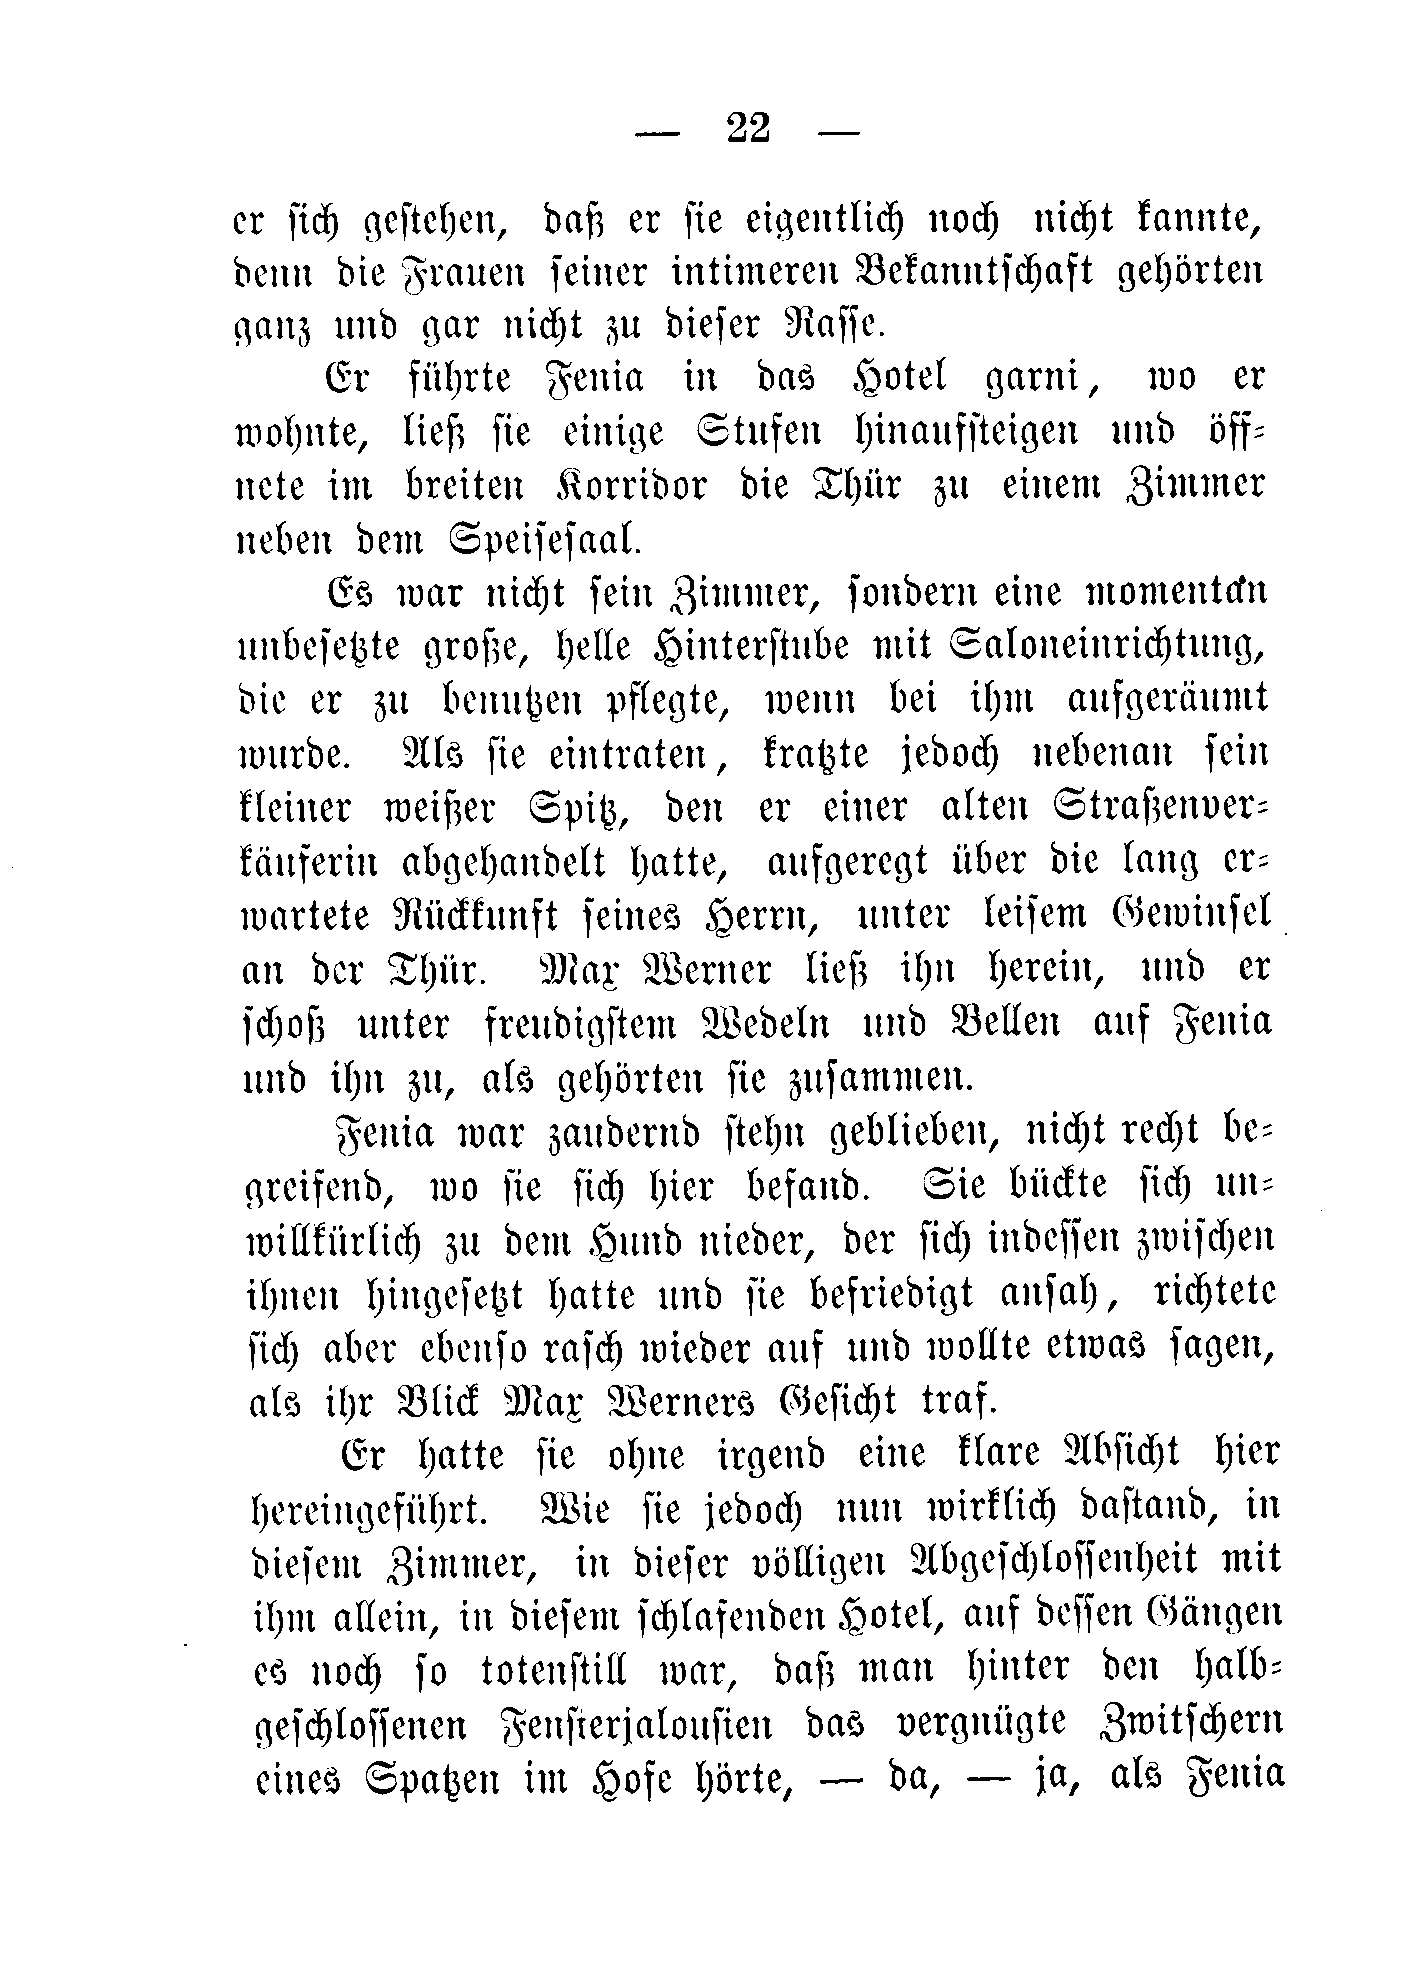 — 22 —
er ſich geſtehen, daß er ſie eigentlich noch nicht kannte,
denn die Frauen ſeiner intimeren Bekanntſchaft gehörten
ganz und gar nicht zu dieſer Raſſe.
Er führte Fenia in das Hotel garni, wo er
wohnte, ließ ſie einige Stufen hinaufſteigen und öff-
nete im breiten Korridor die Thür zu einem Zimmer
neben dem Speiſeſaal.
Es war nicht ſein Zimmer, ſondern eine momentan
unbeſetzte große, helle Hinterſtube mit Saloneinrichtung,
die er zu benutzen pflegte, wenn bei ihm aufgeräumt
wurde. Als ſie eintraten, kratzte jedoch nebenan ſein
kleiner weißer Spitz, den er einer alten Straßenver-
käuferin abgehandelt hatte, aufgeregt über die lang er-
wartete Rückkunft ſeines Herrn, unter leiſem Gewinſel
an der Thür. Max Werner ließ ihn herein, und er
ſchoß unter freudigſtem Wedeln und Bellen auf Fenia
und ihn zu, als gehörten ſie zuſammen.
Fenia war zaudernd ſtehn geblieben, nicht recht be-
greifend, wo ſie ſich hier befand. Sie bückte ſich un-
willkürlich zu dem Hund nieder, der ſich indeſſen zwiſchen
ihnen hingeſetzt hatte und ſie befriedigt anſah, richtete
ſich aber ebenſo raſch wieder auf und wollte etwas ſagen,
als ihr Blick Max Werners Geſicht traf.
Er hatte ſie ohne irgend eine klare Abſicht hier
hereingeführt. Wie ſie jedoch nun wirklich daſtand, in
dieſem Zimmer, in dieſer völligen Abgeſchloſſenheit mit
ihm allein, in dieſem ſchlafenden Hotel, auf deſſen Gängen
es noch ſo totenſtill war, daß man hinter den halb-
geſchloſſenen Fenſterjalouſien das vergnügte Zwitſchern
eines Spatzen im Hofe hörte, — da, — ja, als Fenia